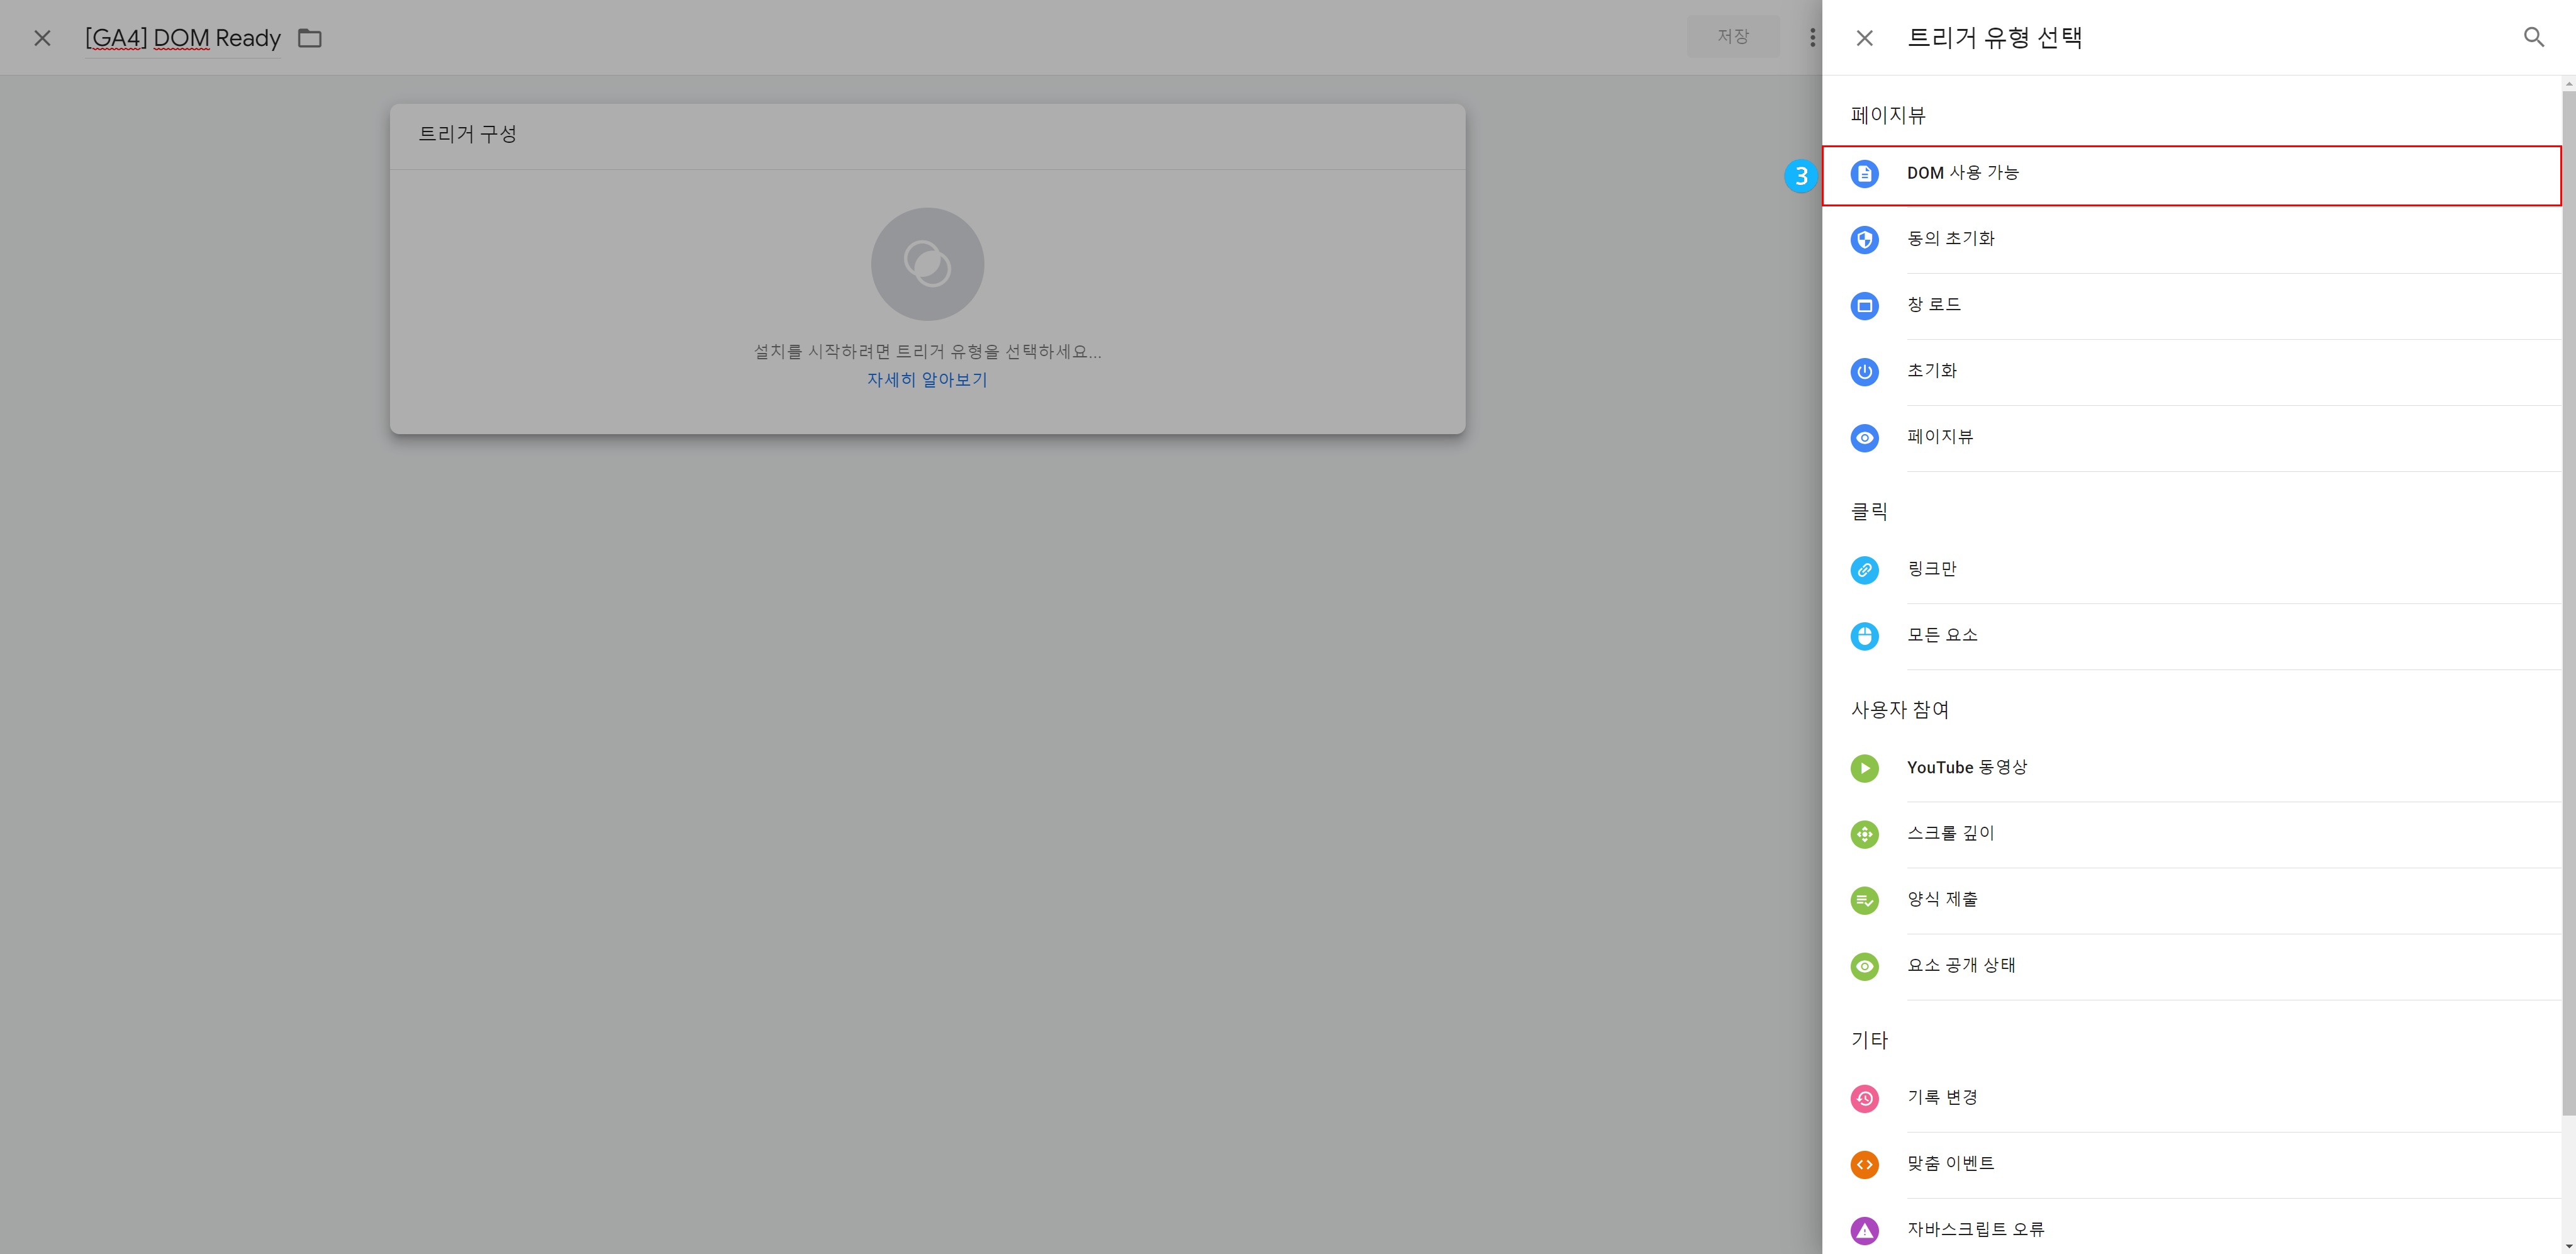 [GA4] DOM Ready
저장
트리거 구성
설치를 시작하려면 트리거 유형을 선택하세요...
자세히 알아보기
트리거 유형 선택
페이지뷰
3
DOM 사용 가능
동의 초기화
창 로드
초기화
페이지뷰
클릭
링크만
모든 요소
사용자 참여
YouTube 동영상
스크롤 깊이
양식 제출
요소 공개 상태
기타
기록 변경
맞춤 이벤트
자바스크립트 오류